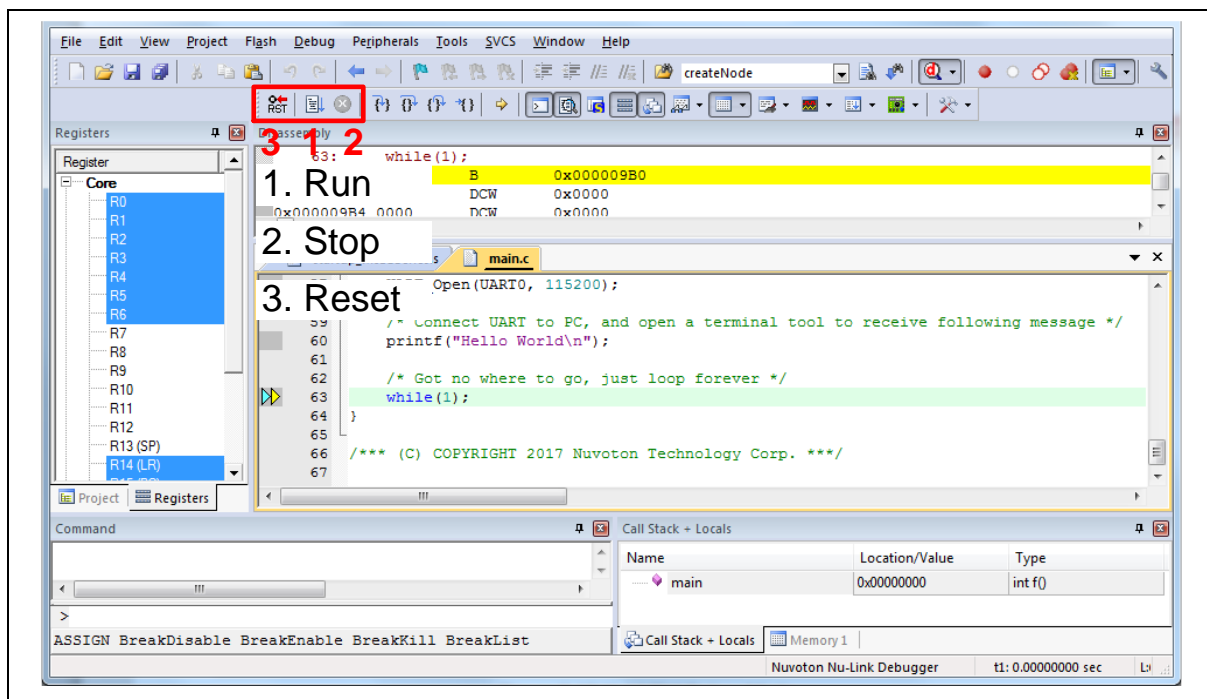 File Edit View Project Flash Debug Peripherals Tools SVCS Window Help
createNode
RST
3 1 2
Registers
Disassembly
Register
Core
R0
R1
R2
R3
R4
R5
R6
R7
R8
R9
R10
R11
R12
R13 (SP)
R14 (LR)
Project Registers
63: while(1);
B 0x000009B0
DCW 0x0000
0x000009B4 0000 DCW 0x0000
1. Run
2. Stop
3. Reset
main.c
Open(UART0, 115200);
59 /* Connect UART to PC, and open a terminal tool to receive following message */
60 printf("Hello World\n");
61
62 /* Got no where to go, just loop forever */
63 while(1);
64 }
65
66 /*** (C) COPYRIGHT 2017 Nuvoton Technology Corp. ***/
67
Command
>
ASSIGN BreakDisable BreakEnable BreakKill BreakList
Call Stack + Locals
Name Location/Value Type
main 0x00000000 int f()
Call Stack + Locals Memory 1
Nuvoton Nu-Link Debugger t1: 0.00000000 sec